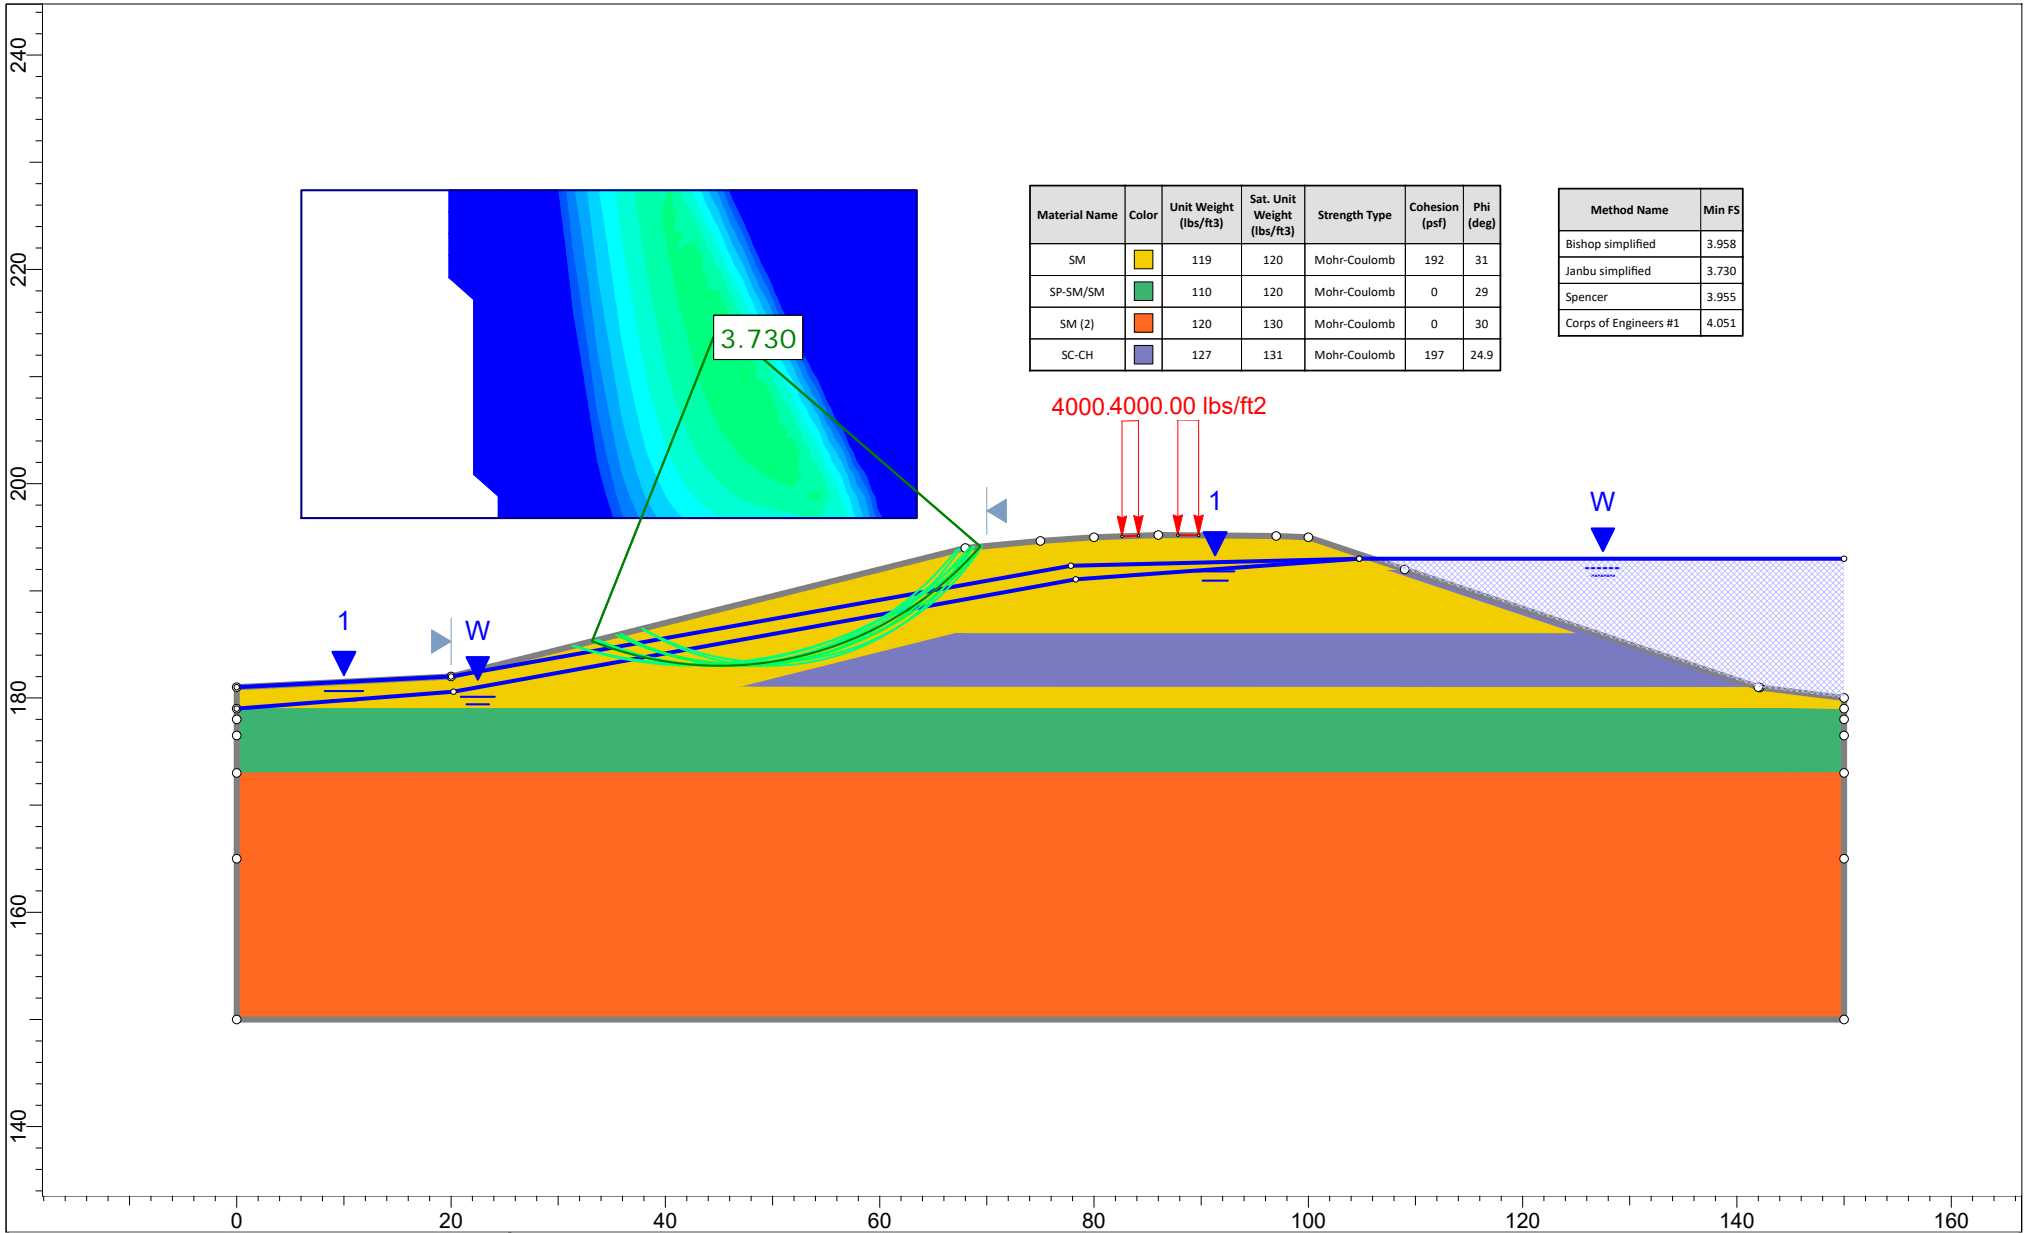 240
220
200
180
160
140
3.730
Material Name Color Unit Weight (lbs/ft3) Sat. Unit Weight (lbs/ft3) Strength Type Cohesion (psf) Phi (deg)
SM 119 120 Mohr-Coulomb 192 31
SP-SM/SM 110 120 Mohr-Coulomb 0 29
SM (2) 120 130 Mohr-Coulomb 0 30
SC-CH 127 131 Mohr-Coulomb 197 24.9
Method Name Min FS
Bishop simplified 3.958
Janbu simplified 3.730
Spencer 3.955
Corps of Engineers #1 4.051
4000.4000.00 lbs/ft2
1
W
1
W
0 20 40 60 80 100 120 140 160